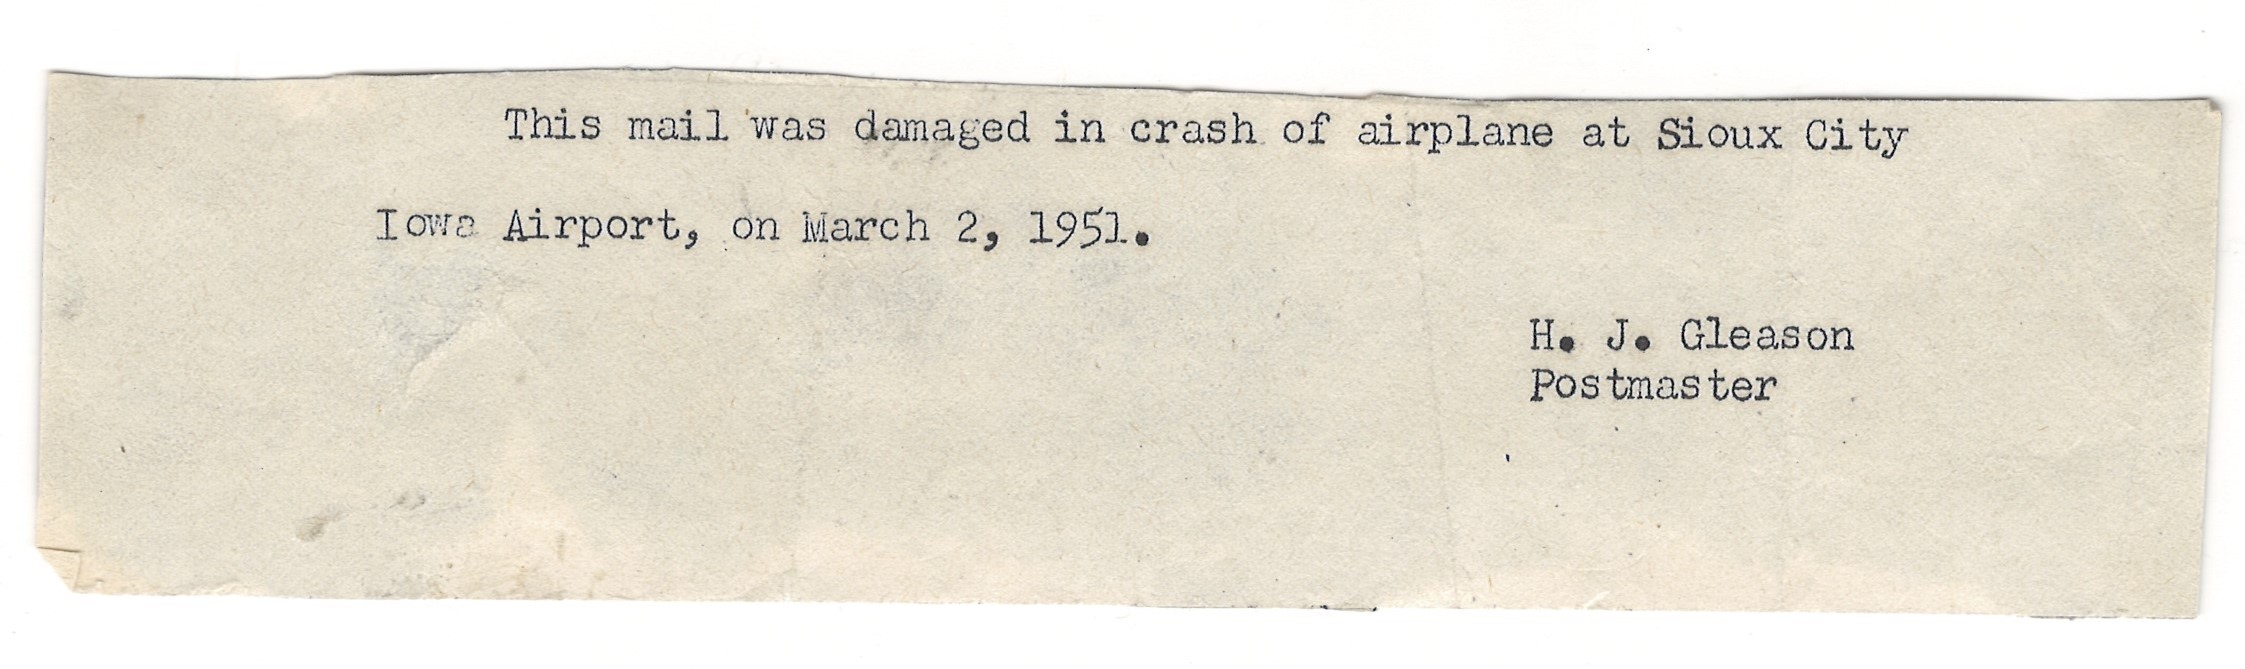 This mail was damaged in crash of airplane at Sioux City
Iowa Airport, on March 2, 1951.
H. J. Gleason
Postmaster